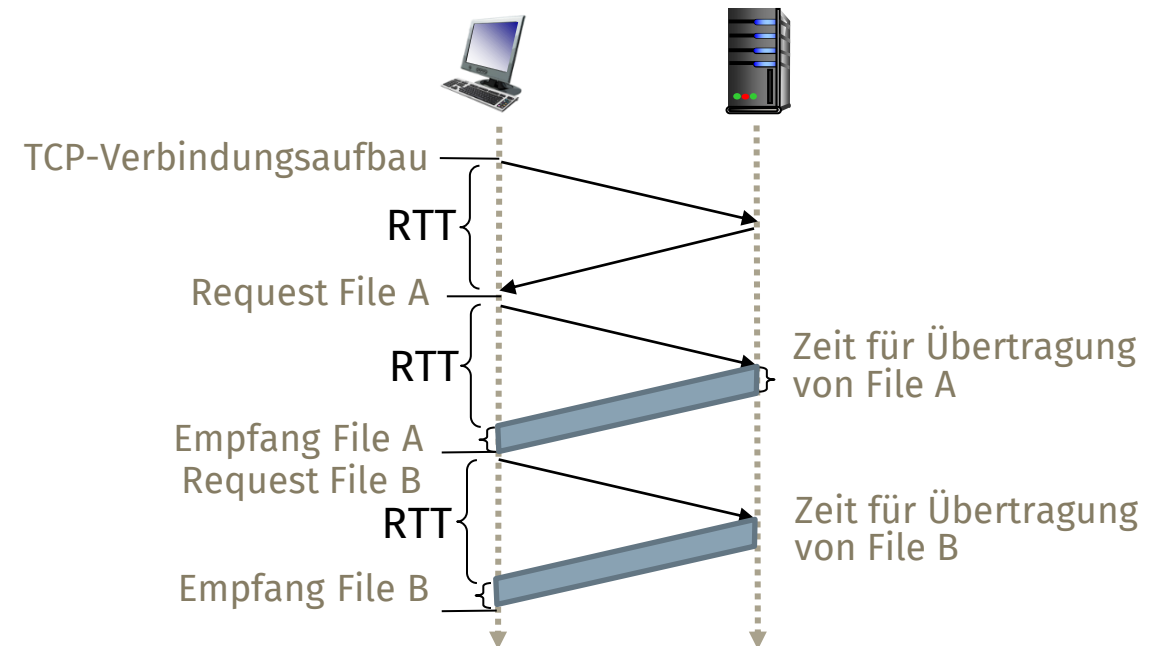 TCP-Verbindungsaufbau
RTT
Request File A
RTT
Zeit für Übertragung
von File A
Empfang File A
Request File B
RTT
Zeit für Übertragung
von File B
Empfang File B